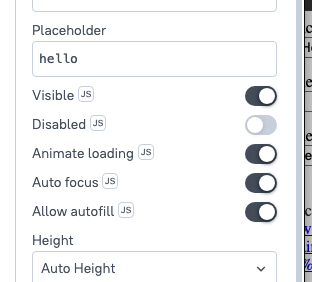 Placeholder
hello
Visible JS
Disabled JS
Animate loading JS
Auto focus JS
Allow autofill JS
Height
Auto Height